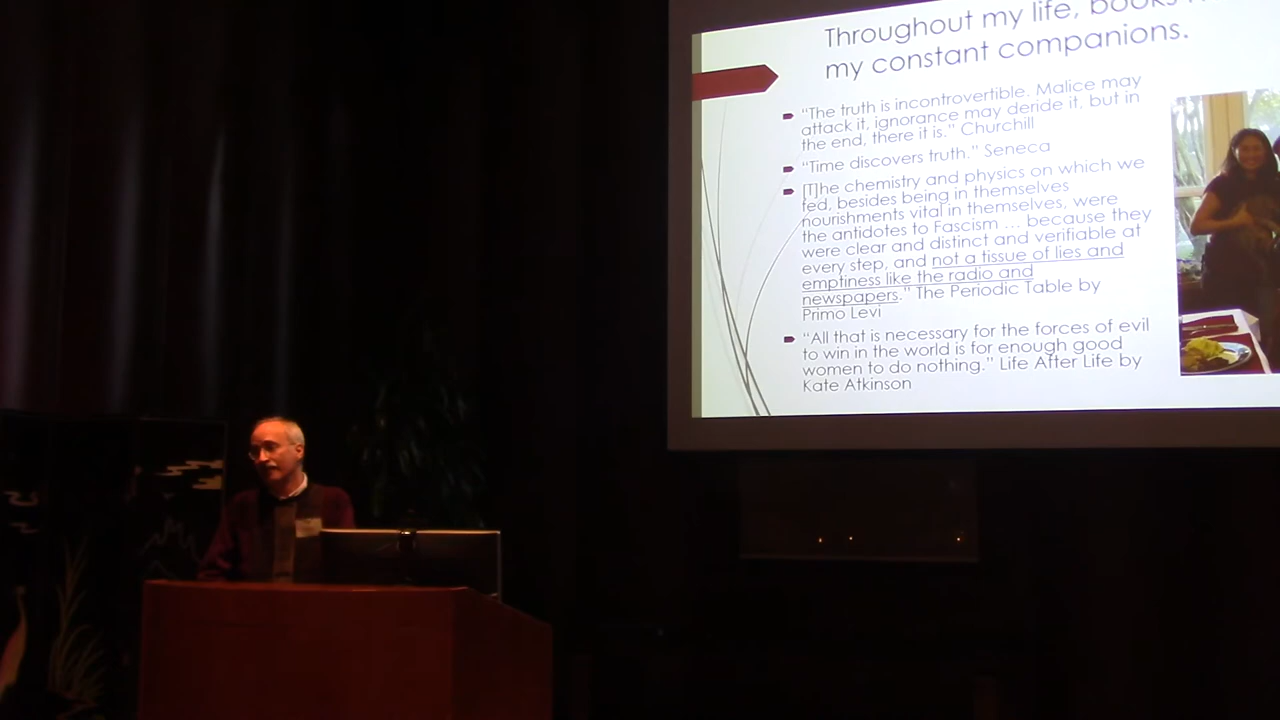 Throughout my life, books
my constant companions.
"The truth is incontrovertible. Malice may
attack it, ignorance may deride it, but in
the end, there it is." Churchill
"Time discovers truth." Seneca
[T]he chemistry and physics on which we
fed, besides being in themselves
nourishments vital in themselves, were
the antidotes to Fascism ... because they
were clear and distinct and verifiable at
every step, and not a tissue of lies and
emptiness like the radio and
newspapers." The Periodic Table by
Primo Levi
"All that is necessary for the forces of evil
to win in the world is for enough good
women to do nothing." Life After Life by
Kate Atkinson